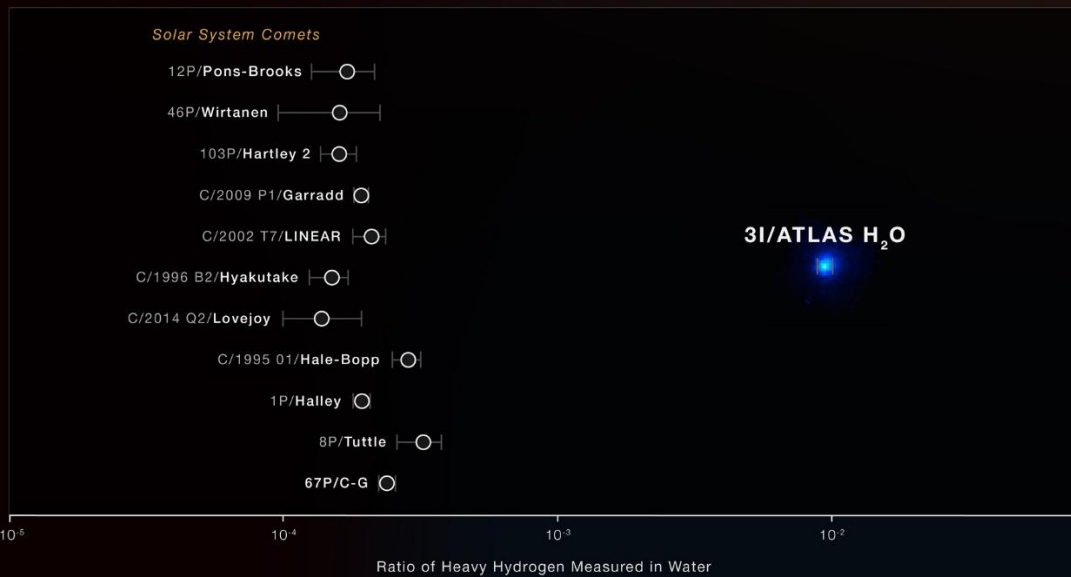 Solar System Comets
12P/Pons-Brooks
46P/Wirtanen
103P/Hartley 2
C/2009 P1/Garradd
C/2002 T7/LINEAR
3I/ATLAS H₂O
C/1996 B2/Hyakutake
C/2014 Q2/Lovejoy
C/1995 01/Hale-Bopp
1P/Halley
8P/Tuttle
67P/C-G
10⁻⁵ 10⁻⁴ 10⁻³ 10⁻²
Ratio of Heavy Hydrogen Measured in Water